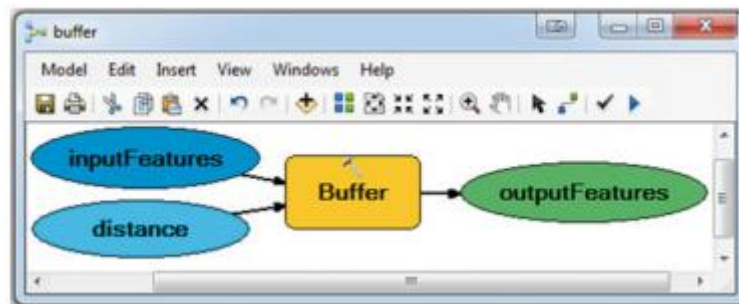 buffer
Model Edit Insert View Windows Help
inputFeatures
distance
Buffer
outputFeatures